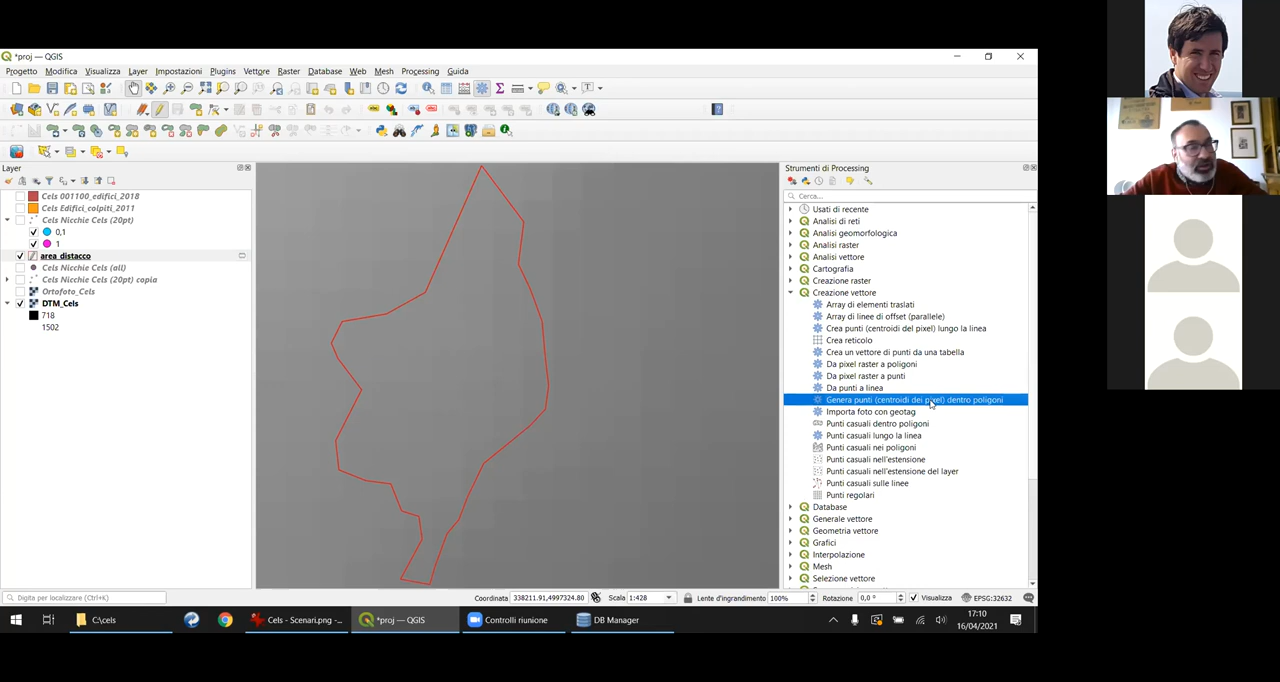 *proj — QGIS
Progetto Modifica Visualizza Layer Impostazioni Plugins Vettore Raster Database Web Mesh Processing Guida
Layer
Cels 001100_edifici_2018
Cels Edifici_colpiti_2011
Cels Nicchie Cels (20pt)
0,1
1
area_distacco
Cels Nicchie Cels (all)
Cels Nicchie Cels (20pt) copia
Ortofoto_Cels
DTM_Cels
718
1502
Strumenti di Processing
Cerca...
Usati di recente
Analisi di reti
Analisi geomorfologica
Analisi raster
Analisi vettore
Cartografia
Creazione raster
Creazione vettore
Array di elementi traslati
Array di linee di offset (parallele)
Crea punti (centroidi del pixel) lungo la linea
Crea reticolo
Crea un vettore di punti da una tabella
Da pixel raster a poligoni
Da pixel raster a punti
Da punti a linea
Genera punti (centroidi dei pixel) dentro poligoni
Importa foto con geotag
Punti casuali dentro poligoni
Punti casuali lungo la linea
Punti casuali nei poligoni
Punti casuali nell'estensione
Punti casuali nell'estensione del layer
Punti casuali sulle linee
Punti regolari
Database
Generale vettore
Geometria vettore
Grafici
Interpolazione
Mesh
Selezione vettore
Digita per localizzare (Ctrl+K)
Coordinata 338211.91,4997324.80 Scala 1:428 Lente d'ingrandimento 100% Rotazione 0,0 ° Visualizza EPSG:32632
C:\cels
Cels - Scenari.png -...
*proj — QGIS
Controlli riunione
DB Manager
17:10
16/04/2021